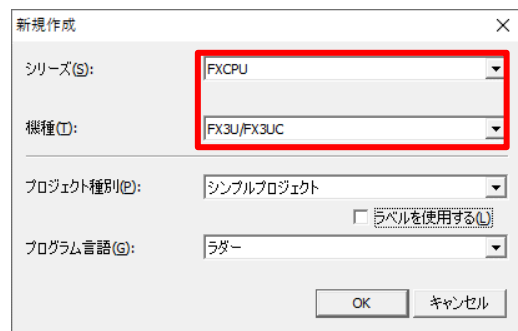 新規作成
シリーズ(S): FXCPU
機種(T): FX3U/FX3UC
プロジェクト種別(P): シンプルプロジェクト
ラベルを使用する(L)
プログラム言語(G): ラダー
OK キャンセル